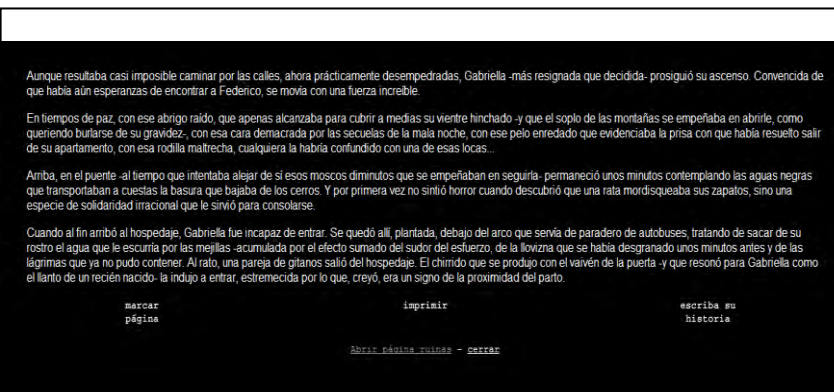 Aunque resultaba casi imposible caminar por las calles, ahora prácticamente desempedradas, Gabriella -más resignada que decidida- prosiguió su ascenso. Convencida de
que había aún esperanzas de encontrar a Federico, se movía con una fuerza increíble.
En tiempos de paz, con ese abrigo raído, que apenas alcanzaba para cubrir a medias su vientre hinchado -y que el soplo de las montañas se empeñaba en abrirle, como
queriendo burlarse de su gravidez-, con esa cara demacrada por las secuelas de la mala noche, con ese pelo enredado que evidenciaba la prisa con que había resuelto salir
de su apartamento, con esa rodilla maltrecha, cualquiera la habría confundido con una de esas locas...
Arriba, en el puente -al tiempo que intentaba alejar de sí esos moscos diminutos que se empeñaban en seguirla- permaneció unos minutos contemplando las aguas negras
que transportaban a cuestas la basura que bajaba de los cerros. Y por primera vez no sintió horror cuando descubrió que una rata mordisqueaba sus zapatos, sino una
especie de solidaridad irracional que le sirvió para consolarse.
Cuando al fin arribó al hospedaje, Gabriella fue incapaz de entrar. Se quedó allí, plantada, debajo del arco que servía de paradero de autobuses, tratando de sacar de su
rostro el agua que le escurría por las mejillas -acumulada por el efecto sumado del sudor del esfuerzo, de la llovizna que se había desgranado unos minutos antes y de las
lágrimas que ya no pudo contener. Al rato, una pareja de gitanos salió del hospedaje. El chirrido que se produjo con el vaivén de la puerta -y que resonó para Gabriella como
el llanto de un recién nacido- la indujo a entrar, estremecida por lo que, creyó, era un signo de la proximidad del parto.
marcar
página
imprimir
escriba su
historia
Abrir página ruinas - cerrar